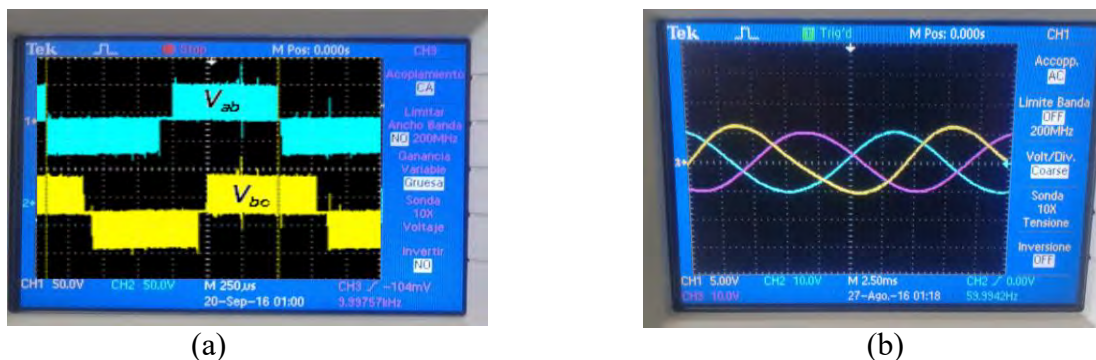 Tek Stop M Pos: 0.000s CH3
Acoplamiento
CA
Limitar
Ancho Banda
NO 200MHz
Ganancia
Variable
Gruesa
Sonda
10X
Voltaje
Invertir
NO
Vab
1
Vbc
2
CH1 50.0V CH2 50.0V M 250µs CH3 -104mV
20-Sep-16 01:00 9.99757kHz
(a)
Tek Trig'd M Pos: 0.000s CH1
Accopp.
AC
Limite Banda
OFF
200MHz
Volt/Div.
Coarse
Sonda
10X
Tensione
Inversione
OFF
CH1 5.00V CH2 10.0V M 2.50ms CH2 0.00V
CH3 10.0V 27-Ago.-16 01:18 59.9942Hz
(b)